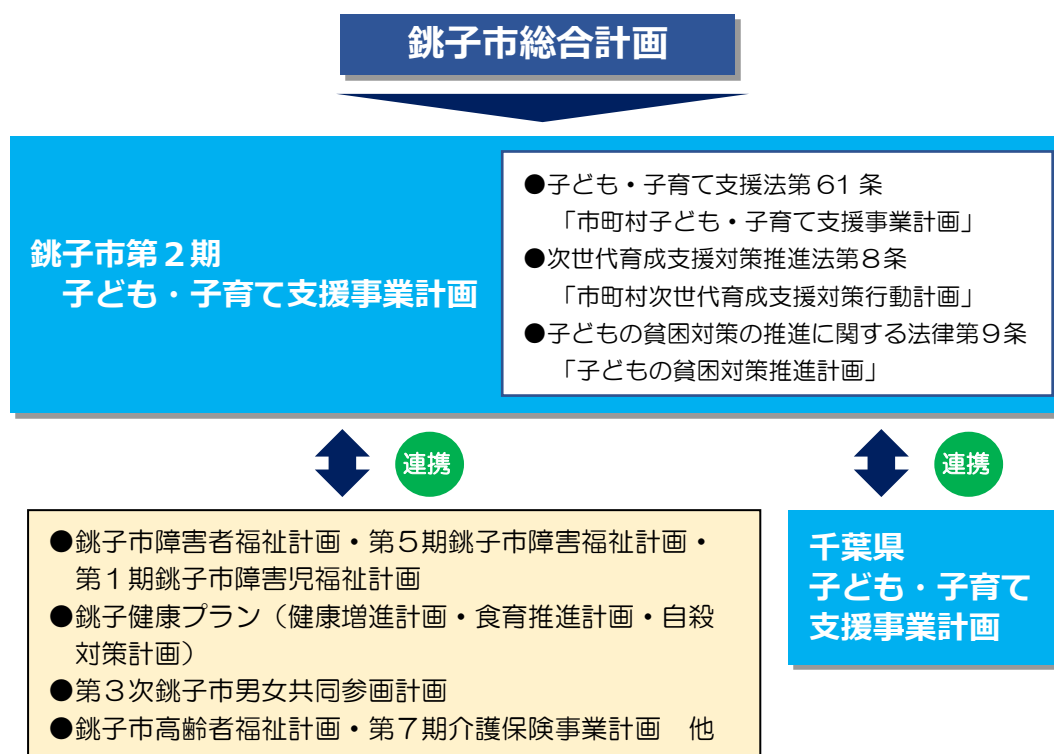 銚子市総合計画
銚子市第２期
子ども・子育て支援事業計画
●子ども・子育て支援法第 61 条
「市町村子ども・子育て支援事業計画」
●次世代育成支援対策推進法第８条
「市町村次世代育成支援対策行動計画」
●子どもの貧困対策の推進に関する法律第９条
「子どもの貧困対策推進計画」
連携
連携
●銚子市障害者福祉計画・第５期銚子市障害福祉計画・
第１期銚子市障害児福祉計画
●銚子健康プラン（健康増進計画・食育推進計画・自殺
対策計画）
●第３次銚子市男女共同参画計画
●銚子市高齢者福祉計画・第７期介護保険事業計画　他
千葉県
子ども・子育て
支援事業計画